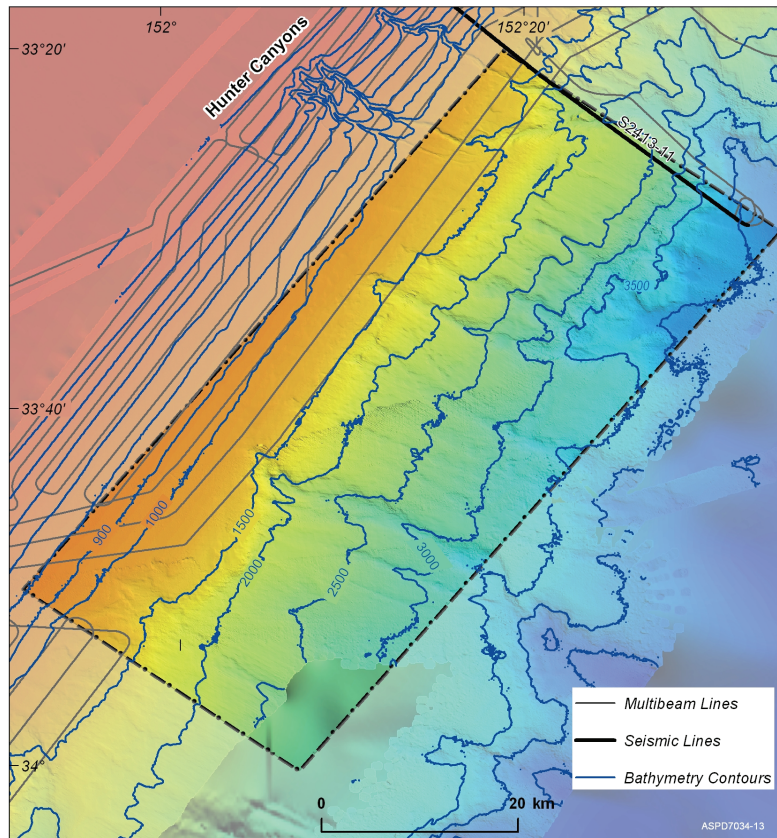 152°
152°20'
33°20'
Hunter Canyons
S2413-11
3500
33°40'
900
1000
1500
2000
2500
3000
Multibeam Lines
Seismic Lines
Bathymetry Contours
34°
0 20 km
ASPD7034-13